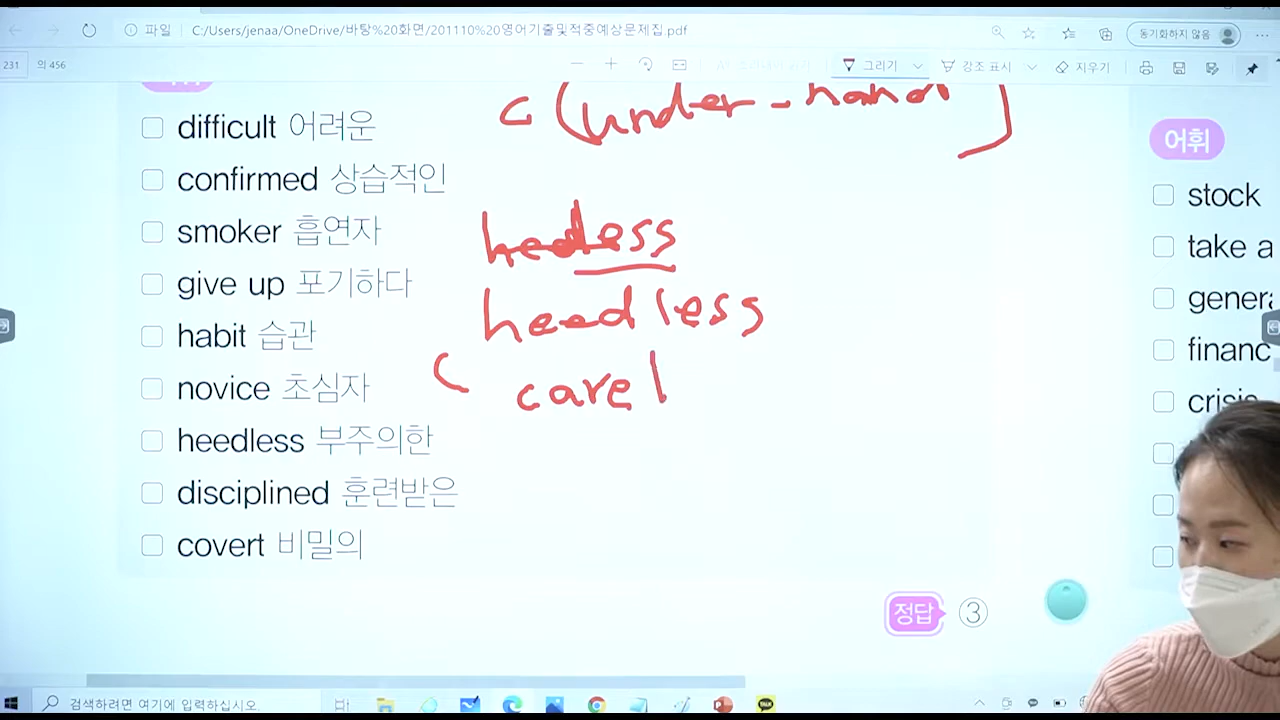 파일 C:/Users/jenaa/OneDrive/바탕%20화면/201110%20영어기출및적중예상문제집.pdf 동기화하지 않음
231 의 456 그리기 강조 표시 지우기
c (under-hand)
difficult 어려운
confirmed 상습적인
smoker 흡연자
give up 포기하다
habit 습관
novice 초심자
heedless 부주의한
disciplined 훈련받은
covert 비밀의
hedless
heedless
( carel
정답 ③
어휘
stock
take a
genera
financ
crisis
검색하려면 여기에 입력하십시오.
TALK